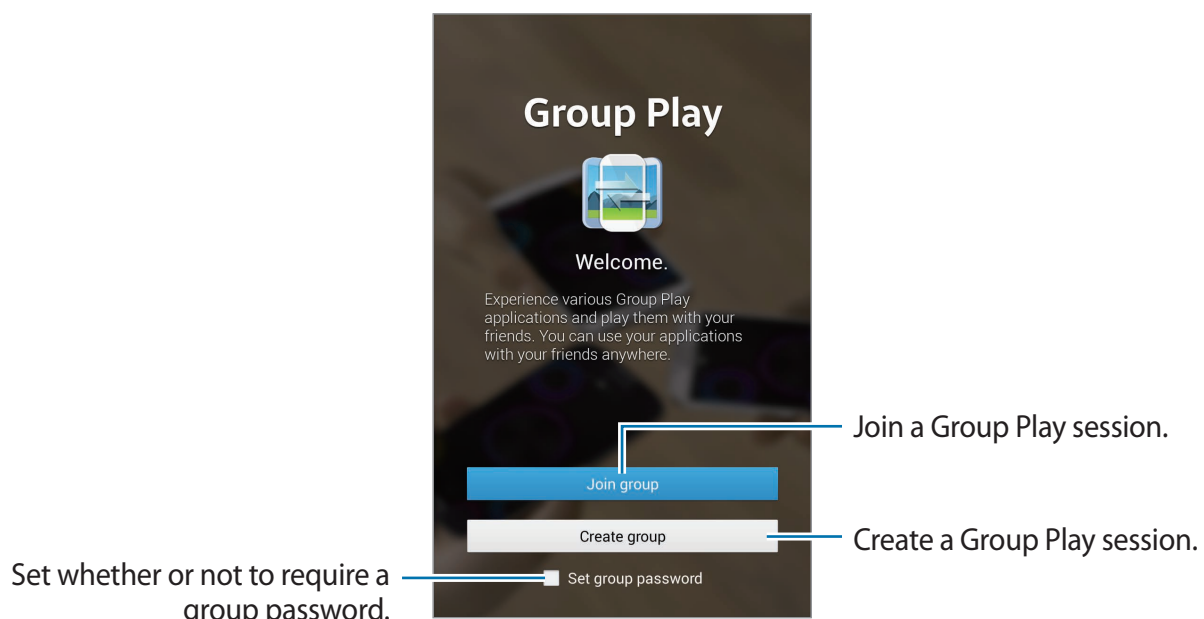 Group Play
Welcome.
Experience various Group Play
applications and play them with your
friends. You can use your applications
with your friends anywhere.
Join a Group Play session.
Join group
Create group
Create a Group Play session.
Set group password
Set whether or not to require a
group password.